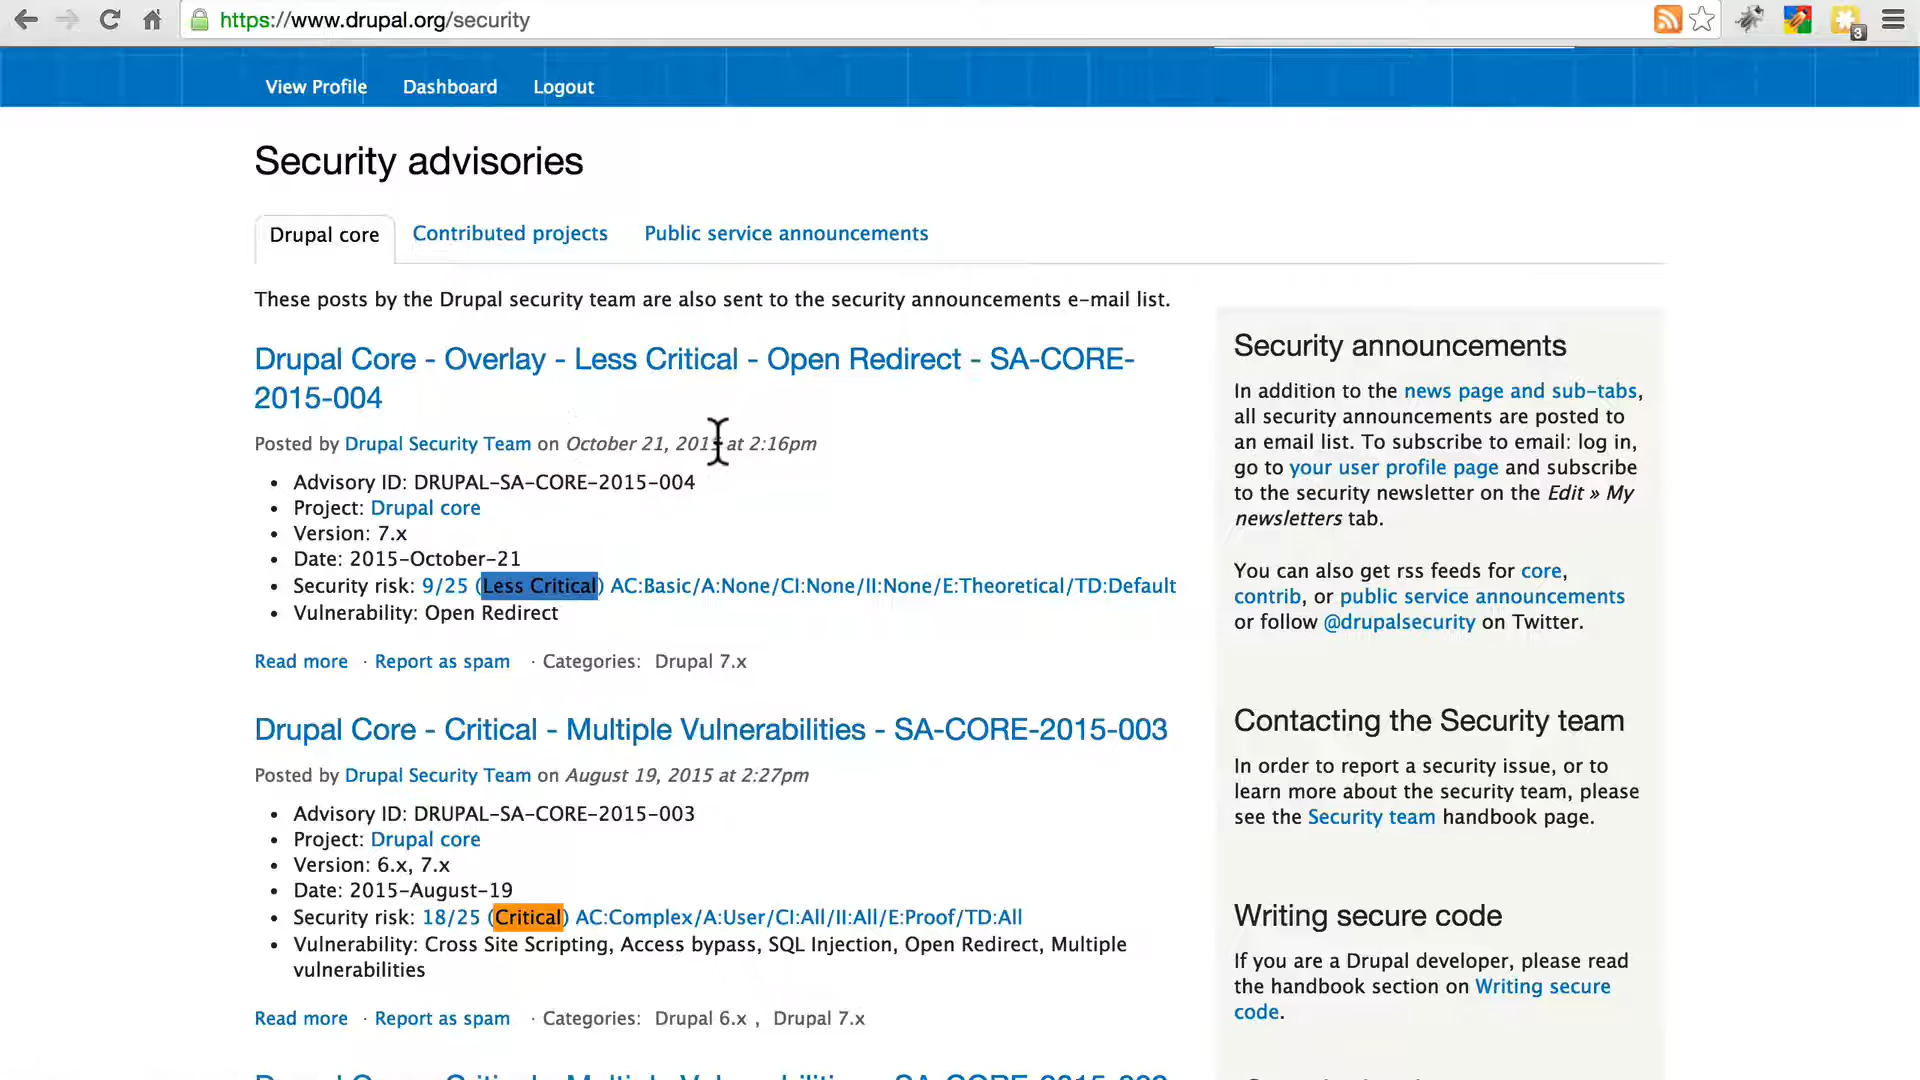 https://www.drupal.org/security
3
View Profile Dashboard Logout
Security advisories
Drupal core Contributed projects Public service announcements
These posts by the Drupal security team are also sent to the security announcements e-mail list.
Drupal Core - Overlay - Less Critical - Open Redirect - SA-CORE-
2015-004
Posted by Drupal Security Team on October 21, 2015 at 2:16pm
• Advisory ID: DRUPAL-SA-CORE-2015-004
• Project: Drupal core
• Version: 7.x
• Date: 2015-October-21
• Security risk: 9/25 (Less Critical) AC:Basic/A:None/CI:None/II:None/E:Theoretical/TD:Default
• Vulnerability: Open Redirect
Read more · Report as spam · Categories: Drupal 7.x
Drupal Core - Critical - Multiple Vulnerabilities - SA-CORE-2015-003
Posted by Drupal Security Team on August 19, 2015 at 2:27pm
• Advisory ID: DRUPAL-SA-CORE-2015-003
• Project: Drupal core
• Version: 6.x, 7.x
• Date: 2015-August-19
• Security risk: 18/25 (Critical) AC:Complex/A:User/CI:All/II:All/E:Proof/TD:All
• Vulnerability: Cross Site Scripting, Access bypass, SQL Injection, Open Redirect, Multiple
vulnerabilities
Read more · Report as spam · Categories: Drupal 6.x , Drupal 7.x
Security announcements
In addition to the news page and sub-tabs,
all security announcements are posted to
an email list. To subscribe to email: log in,
go to your user profile page and subscribe
to the security newsletter on the Edit » My
newsletters tab.
You can also get rss feeds for core,
contrib, or public service announcements
or follow @drupalsecurity on Twitter.
Contacting the Security team
In order to report a security issue, or to
learn more about the security team, please
see the Security team handbook page.
Writing secure code
If you are a Drupal developer, please read
the handbook section on Writing secure
code.